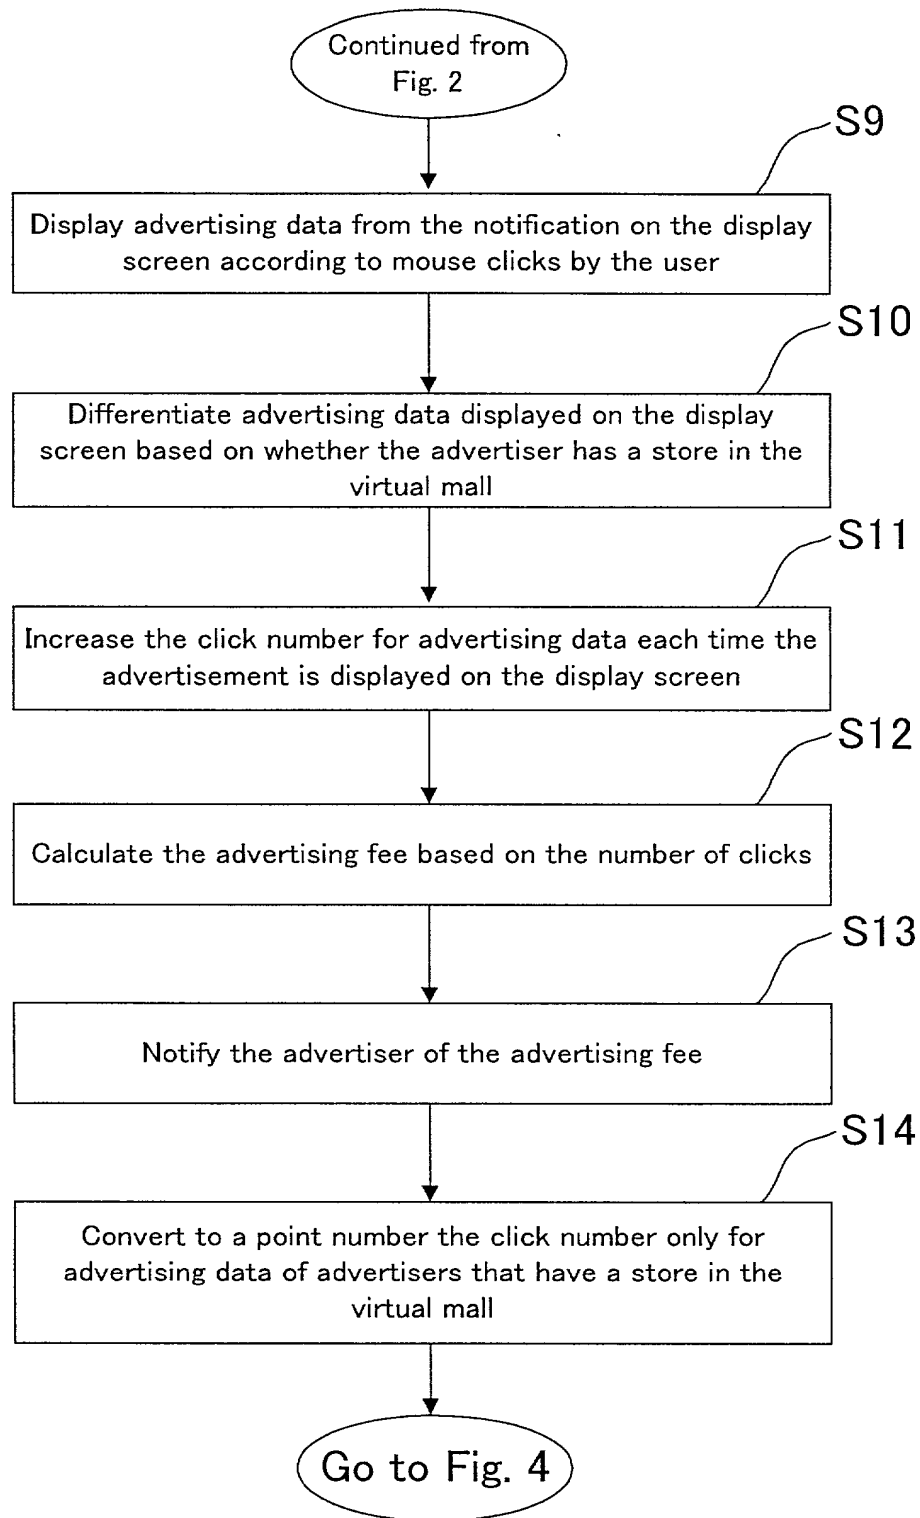 Continued from
Fig. 2
S9
Display advertising data from the notification on the display
screen according to mouse clicks by the user
S10
Differentiate advertising data displayed on the display
screen based on whether the advertiser has a store in the
virtual mall
S11
Increase the click number for advertising data each time the
advertisement is displayed on the display screen
S12
Calculate the advertising fee based on the number of clicks
S13
Notify the advertiser of the advertising fee
S14
Convert to a point number the click number only for
advertising data of advertisers that have a store in the
virtual mall
Go to Fig. 4